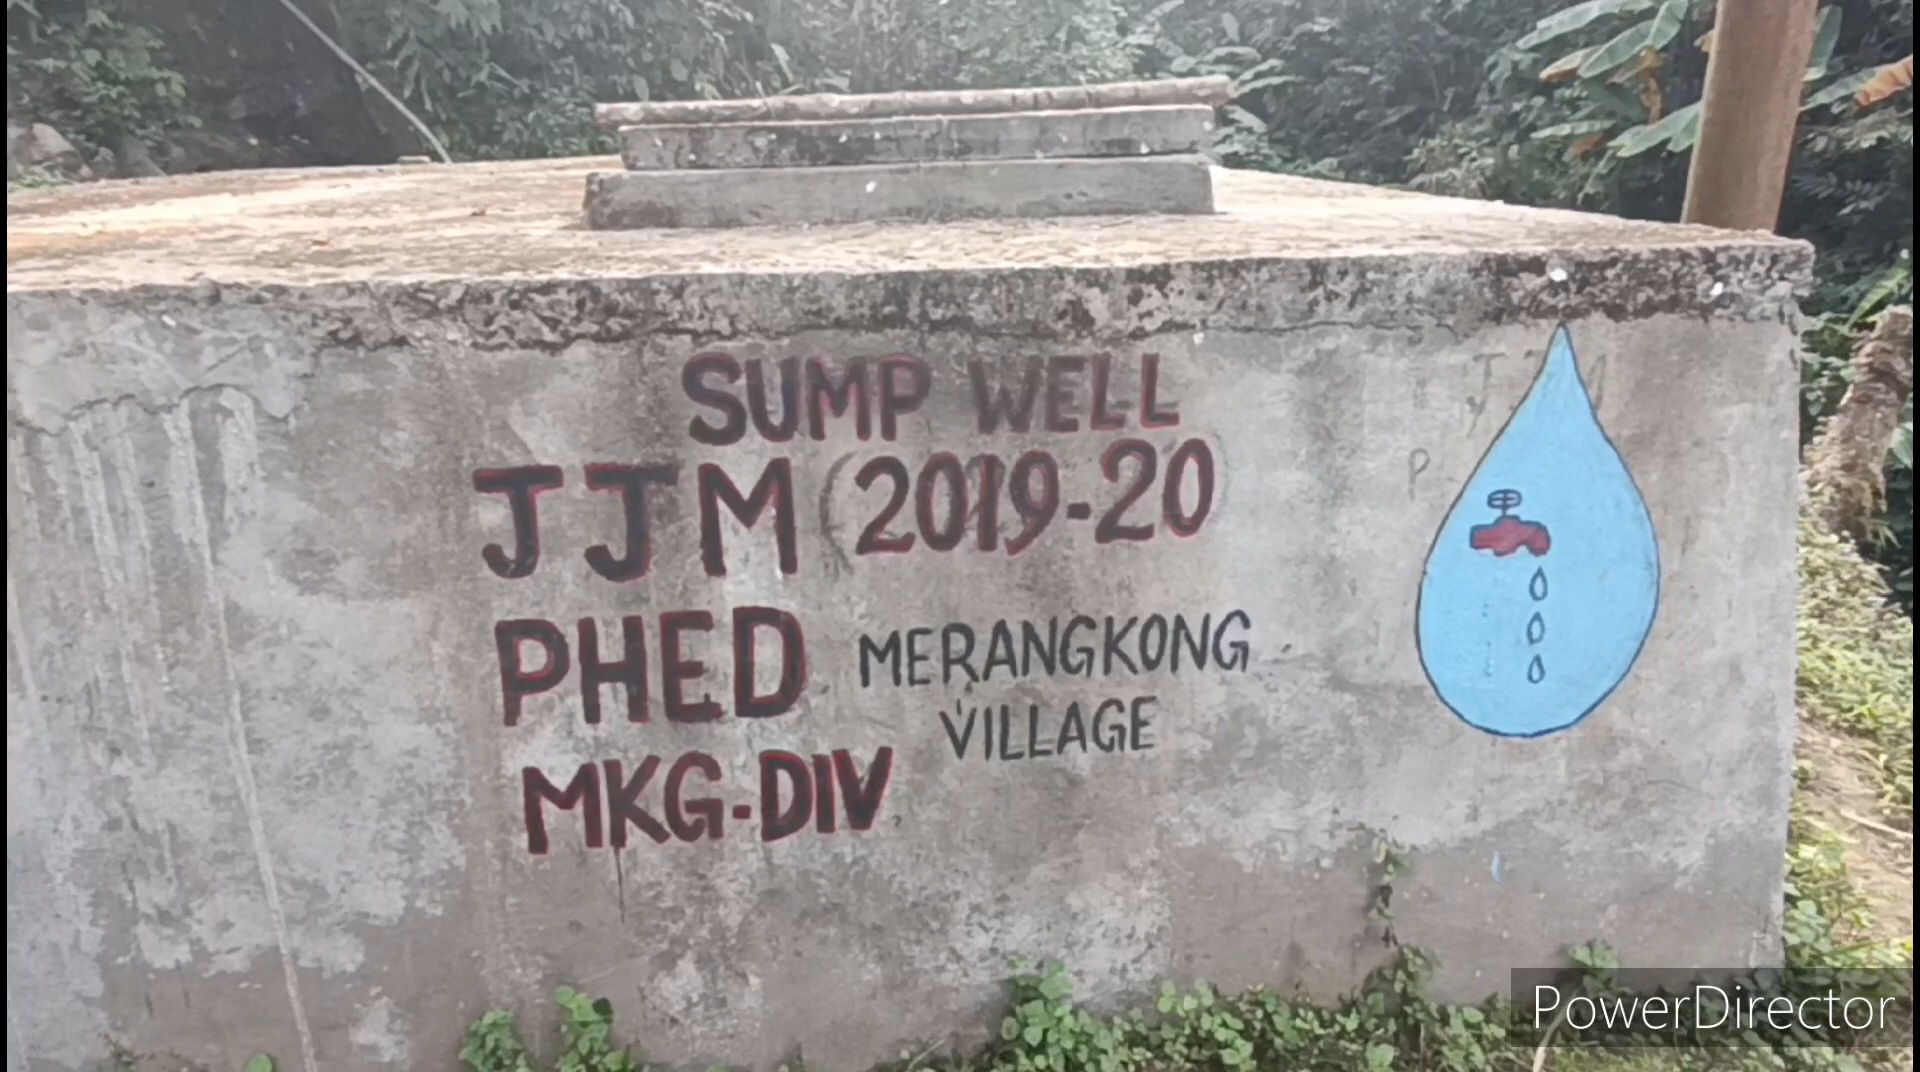 SUMP WELL
JJM (2019-20
PHED MERANGKONG
VILLAGE
MKG-DIV
P
PowerDirector